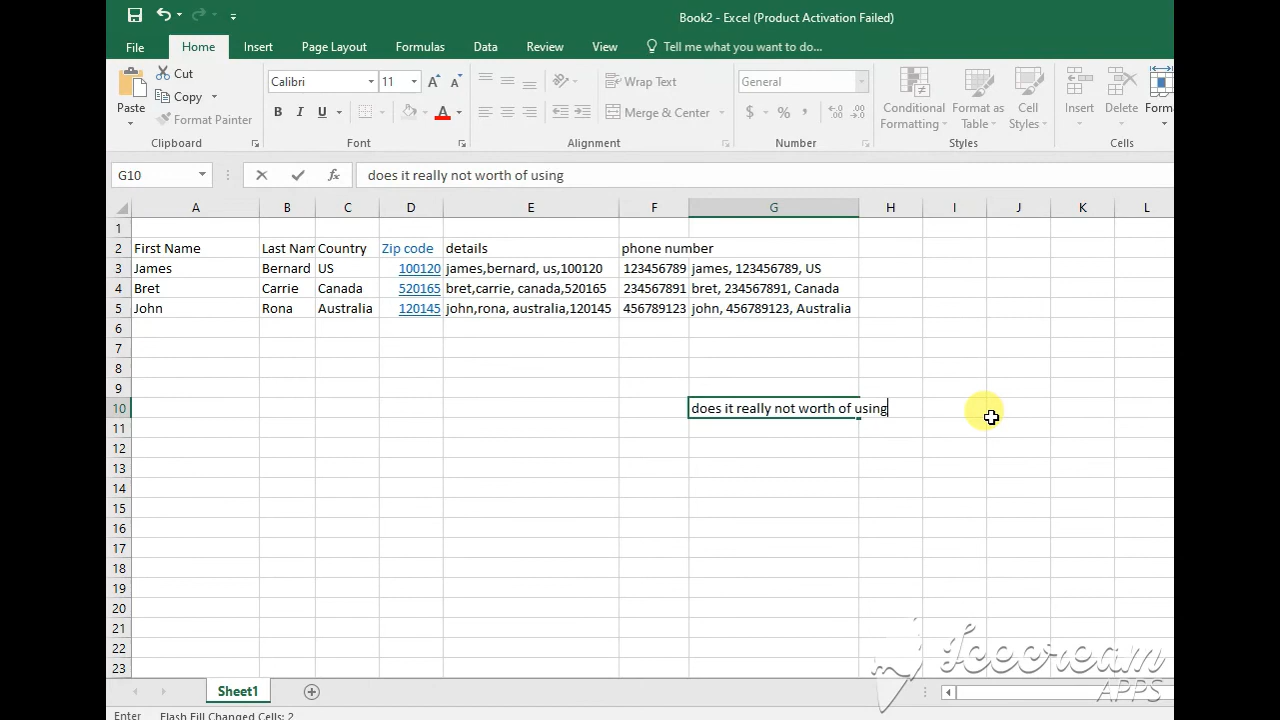 Book2 - Excel (Product Activation Failed)
File Home Insert Page Layout Formulas Data Review View Tell me what you want to do...
Paste Cut Copy Format Painter
Calibri 11
B I U A
Wrap Text
Merge & Center
General
$ % ,
Conditional Formatting
Format as Table
Cell Styles
Insert Delete Form
Clipboard Font Alignment Number Styles Cells
G10 fx does it really not worth of using
A B C D E F G H I J K L
1
2 First Name Last Nam Country Zip code details phone number
3 James Bernard US 100120 james,bernard, us,100120 123456789 james, 123456789, US
4 Bret Carrie Canada 520165 bret,carrie, canada,520165 234567891 bret, 234567891, Canada
5 John Rona Australia 120145 john,rona, australia,120145 456789123 john, 456789123, Australia
6
7
8
9
10 does it really not worth of using
11
12
13
14
15
16
17
18
19
20
21
22
23
Icecream
APPS
Sheet1
Enter Flash Fill Changed Cells: 2